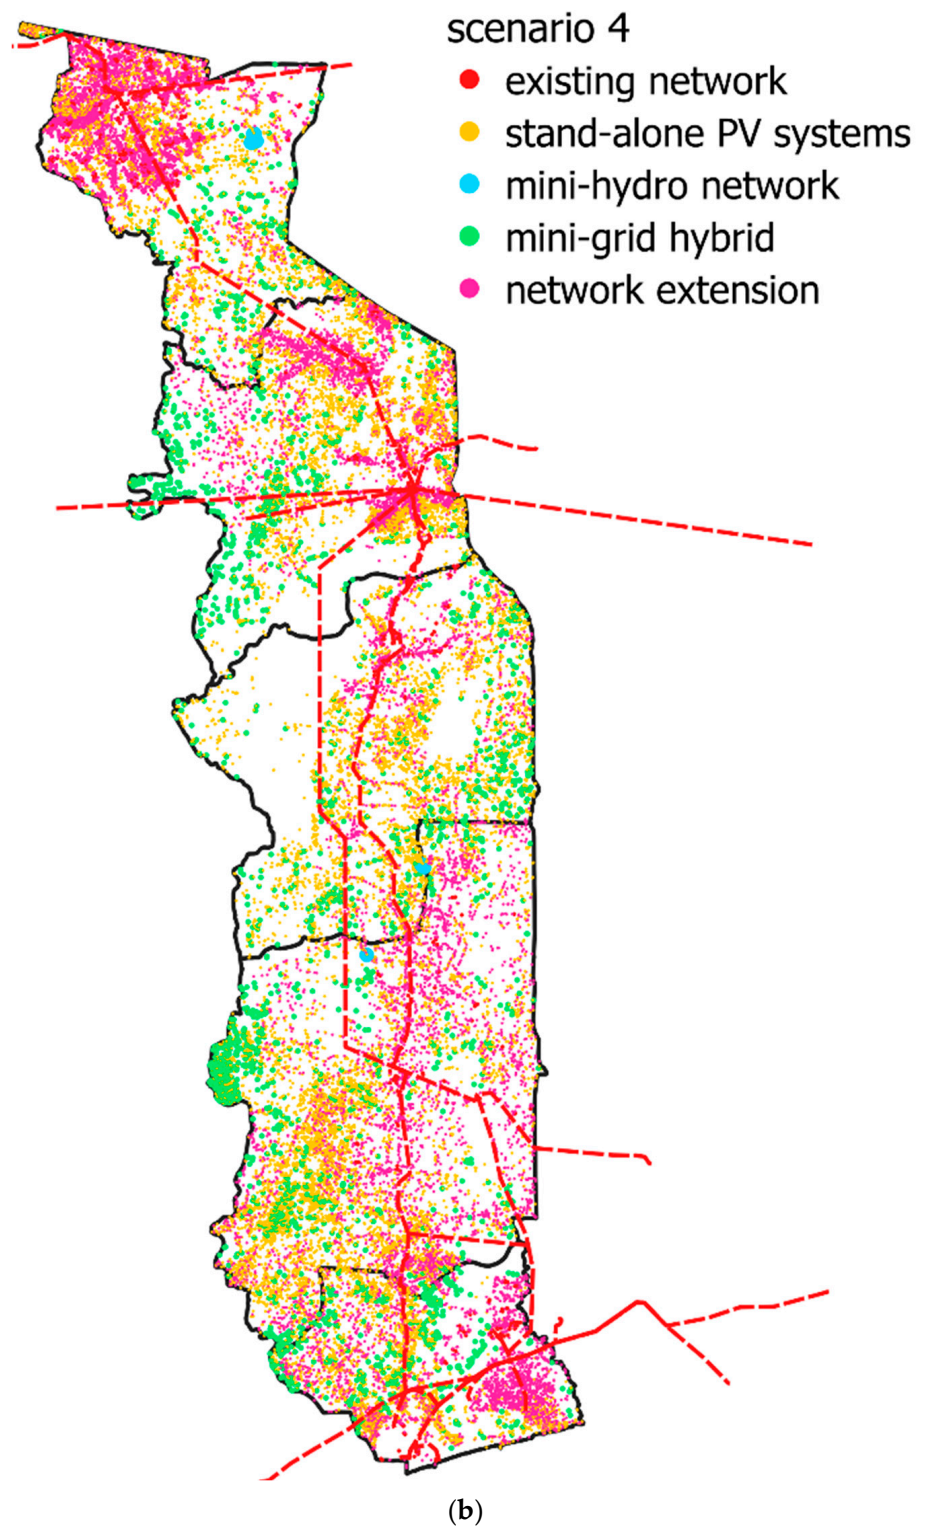 scenario 4
existing network
stand-alone PV systems
mini-hydro network
mini-grid hybrid
network extension
(b)